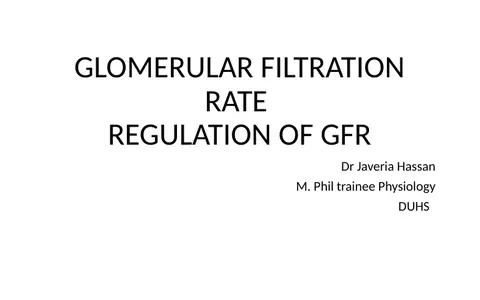 GLOMERULAR FILTRATION
RATE
REGULATION OF GFR
Dr Javeria Hassan
M. Phil trainee Physiology
DUHS